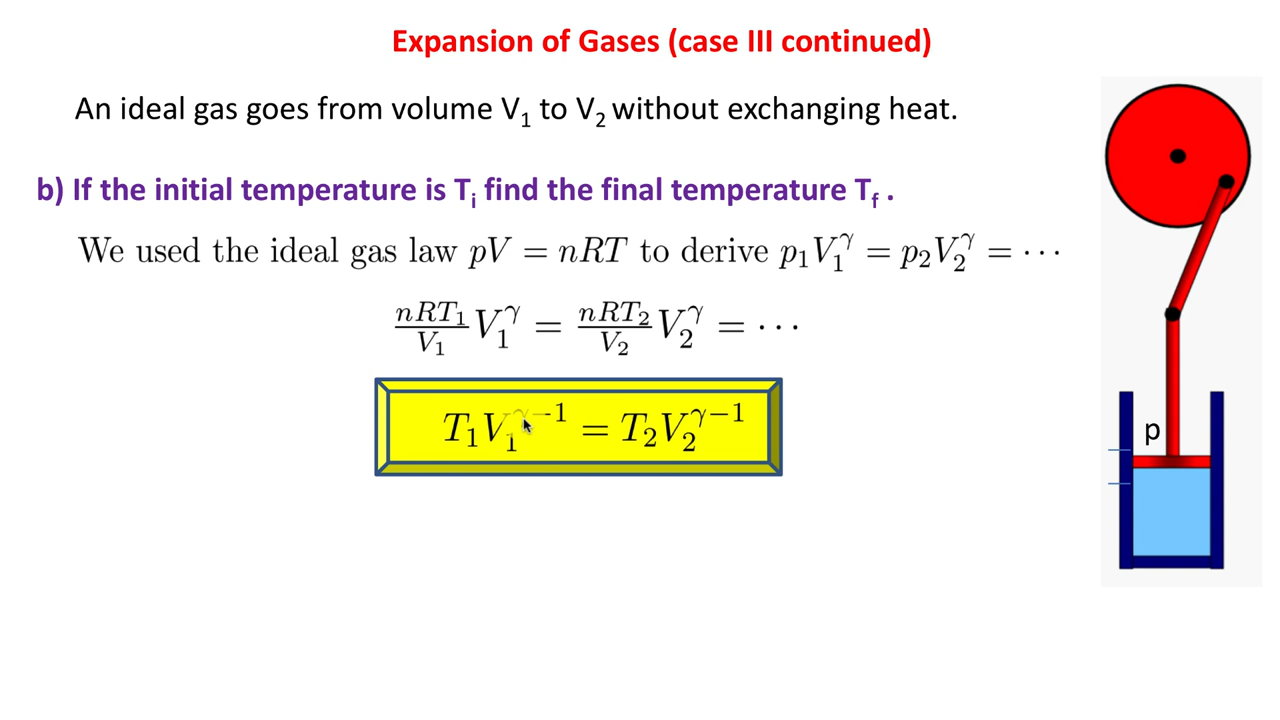 Expansion of Gases (case III continued)
An ideal gas goes from volume V₁ to V₂ without exchanging heat.
b) If the initial temperature is Tᵢ find the final temperature T_f .
We used the ideal gas law pV = nRT to derive p₁V₁^γ = p₂V₂^γ = ⋯
nRT₁/V₁ V₁^γ = nRT₂/V₂ V₂^γ = ⋯
T₁V₁^{γ−1} = T₂V₂^{γ−1}
p